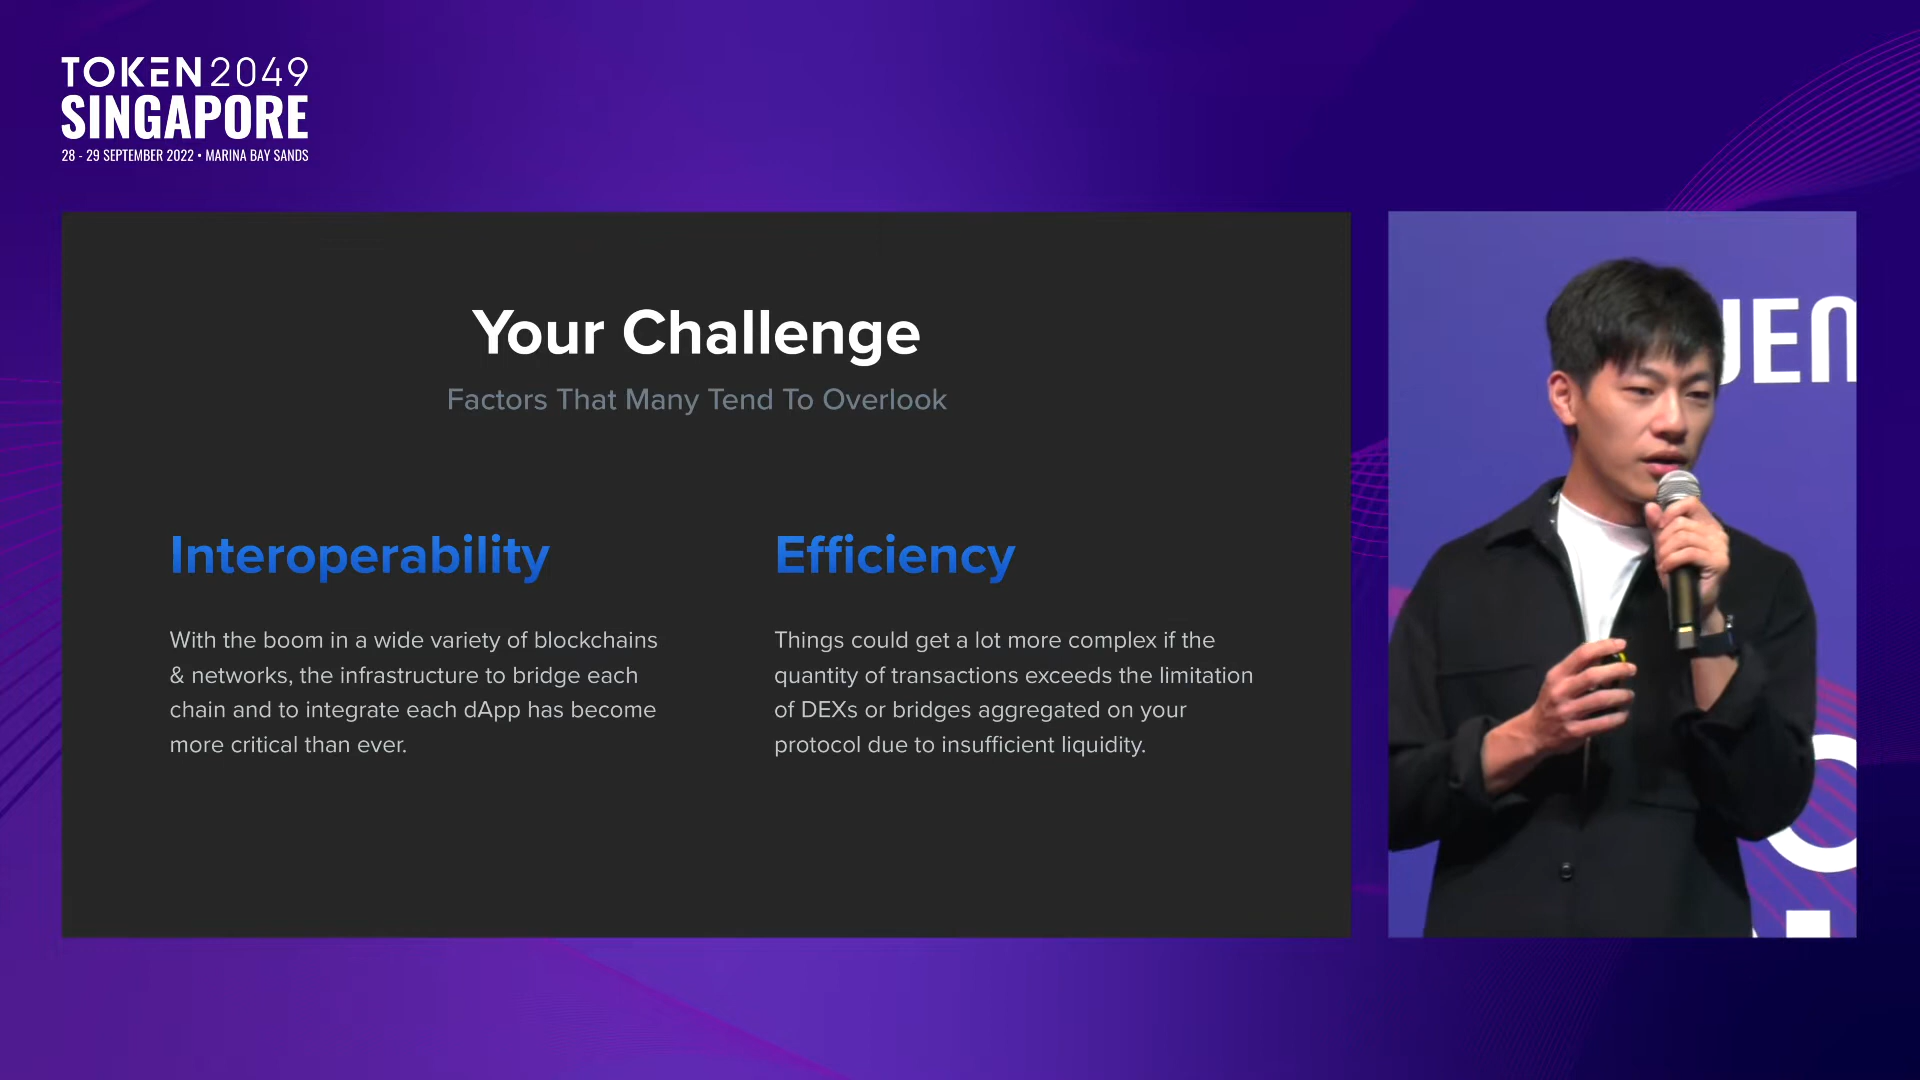 TOKEN2049
SINGAPORE
28 - 29 SEPTEMBER 2022 • MARINA BAY SANDS
Your Challenge
Factors That Many Tend To Overlook
Interoperability
With the boom in a wide variety of blockchains
& networks, the infrastructure to bridge each
chain and to integrate each dApp has become
more critical than ever.
Efficiency
Things could get a lot more complex if the
quantity of transactions exceeds the limitation
of DEXs or bridges aggregated on your
protocol due to insufficient liquidity.